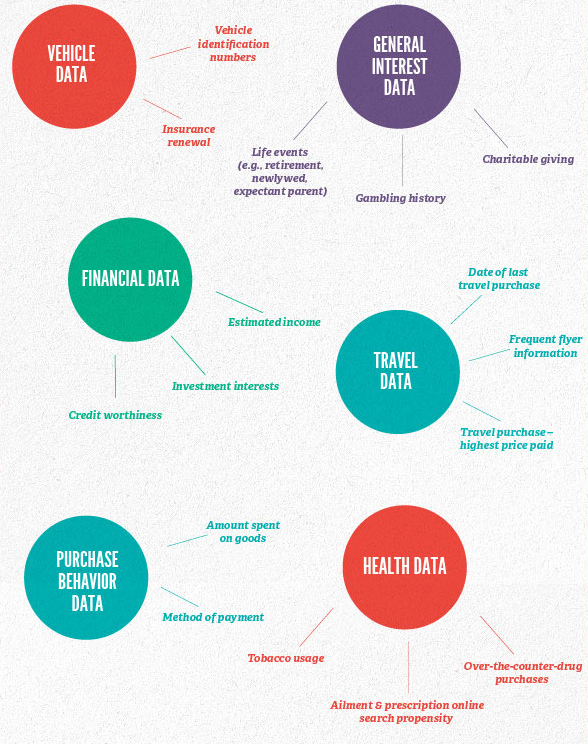 VEHICLE
DATA
Vehicle
identification
numbers
Insurance
renewal
GENERAL
INTEREST
DATA
Life events
(e.g., retirement,
newlywed,
expectant parent)
Gambling history
Charitable giving
FINANCIAL DATA
Estimated income
Investment interests
Credit worthiness
TRAVEL
DATA
Date of last
travel purchase
Frequent flyer
information
Travel purchase–
highest price paid
PURCHASE
BEHAVIOR
DATA
Amount spent
on goods
Method of payment
HEALTH DATA
Tobacco usage
Ailment & prescription online
search propensity
Over-the-counter-drug
purchases